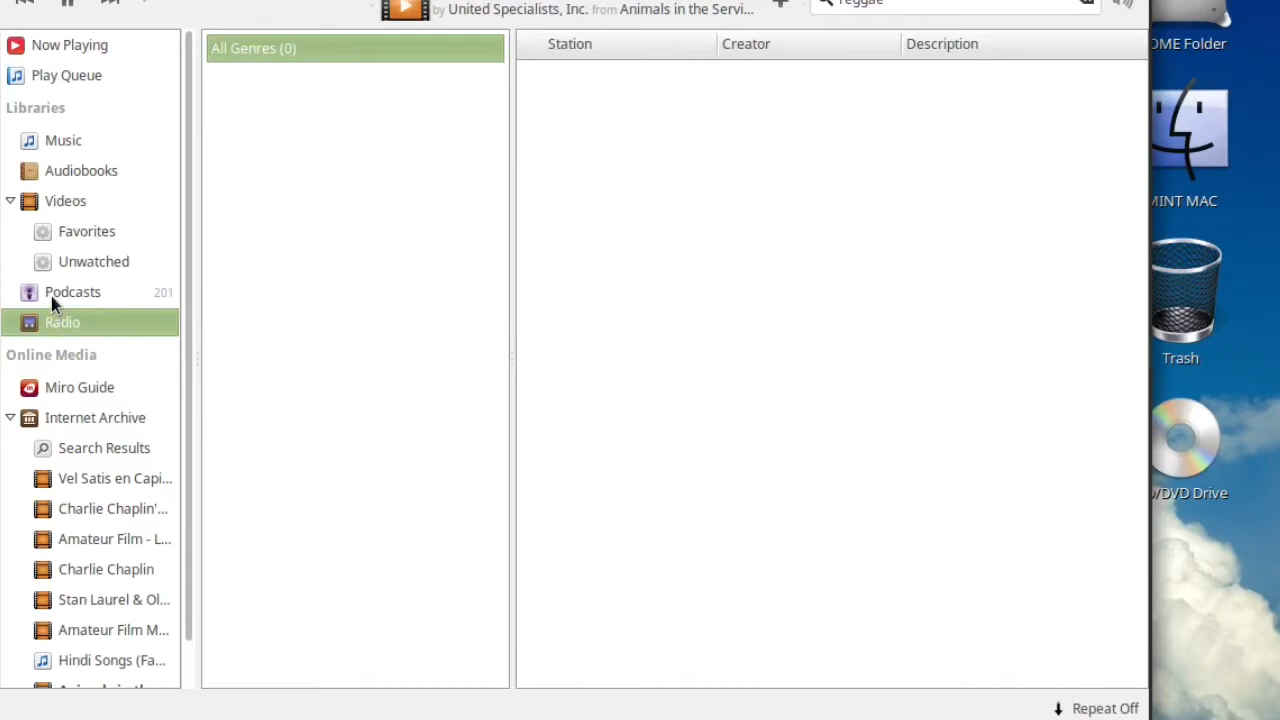 by United Specialists, Inc. from Animals in the Servi...
reggae
Now Playing
Play Queue
Libraries
Music
Audiobooks
Videos
Favorites
Unwatched
Podcasts 201
Radio
Online Media
Miro Guide
Internet Archive
Search Results
Vel Satis en Capi...
Charlie Chaplin'...
Amateur Film - L...
Charlie Chaplin
Stan Laurel & Ol...
Amateur Film M...
Hindi Songs (Fa...
All Genres (0)
Station Creator Description
Repeat Off
OME Folder
MINT MAC
Trash
/DVD Drive